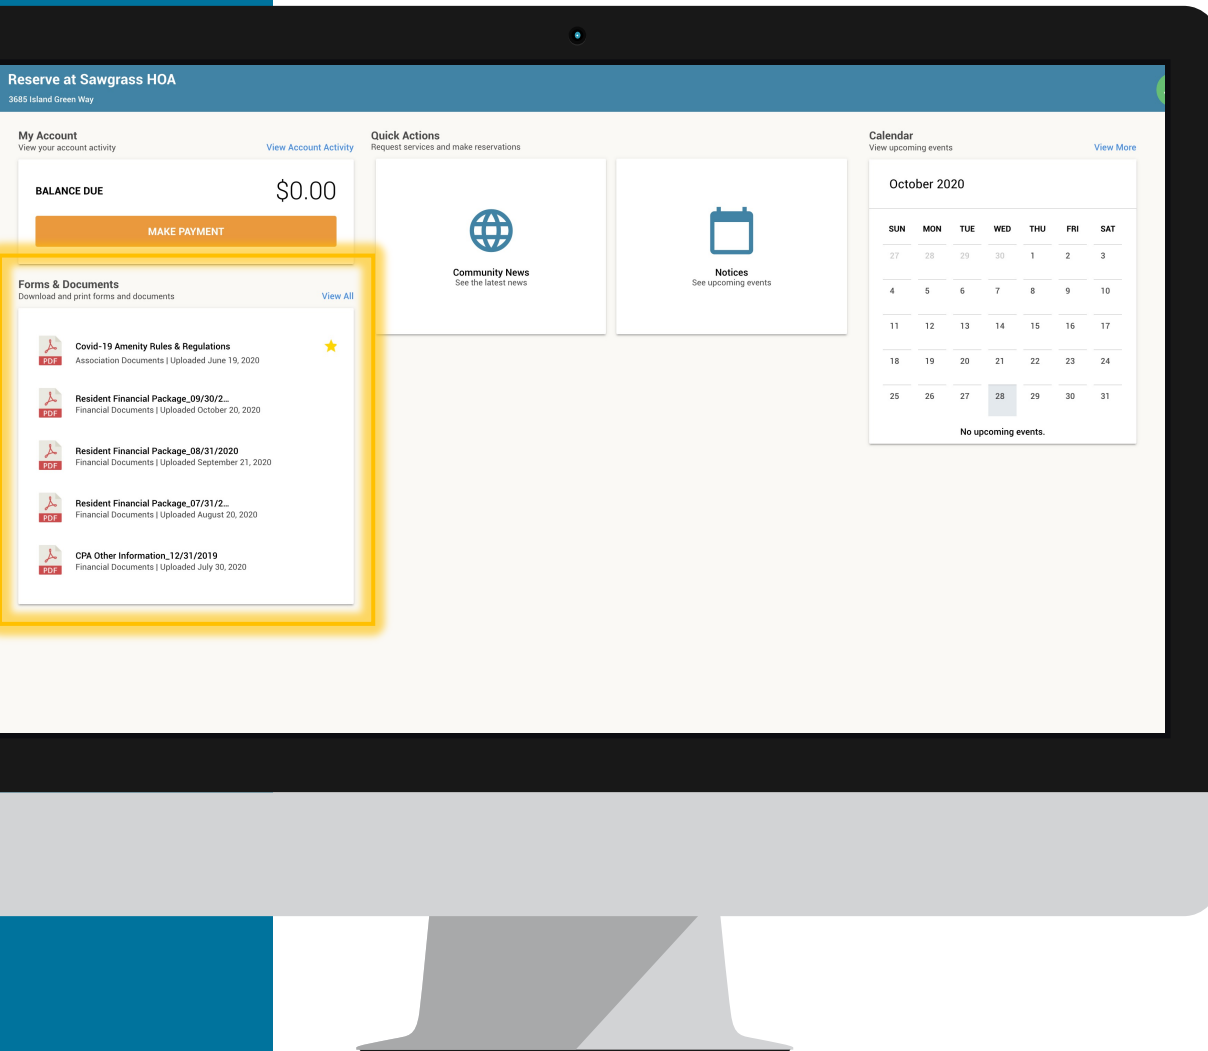 Reserve at Sawgrass HOA
3685 Island Green Way
My Account
View your account activity
View Account Activity
BALANCE DUE
$0.00
MAKE PAYMENT
Forms & Documents
Download and print forms and documents
View All
PDF
Covid-19 Amenity Rules & Regulations
Association Documents | Uploaded June 19, 2020
PDF
Resident Financial Package_09/30/2...
Financial Documents | Uploaded October 20, 2020
PDF
Resident Financial Package_08/31/2020
Financial Documents | Uploaded September 21, 2020
PDF
Resident Financial Package_07/31/2...
Financial Documents | Uploaded August 20, 2020
PDF
CPA Other Information_12/31/2019
Financial Documents | Uploaded July 30, 2020
Quick Actions
Request services and make reservations
Community News
See the latest news
Notices
See upcoming events
Calendar
View upcoming events
View More
October 2020
SUN MON TUE WED THU FRI SAT
27 28 29 30 1 2 3
4 5 6 7 8 9 10
11 12 13 14 15 16 17
18 19 20 21 22 23 24
25 26 27 28 29 30 31
No upcoming events.